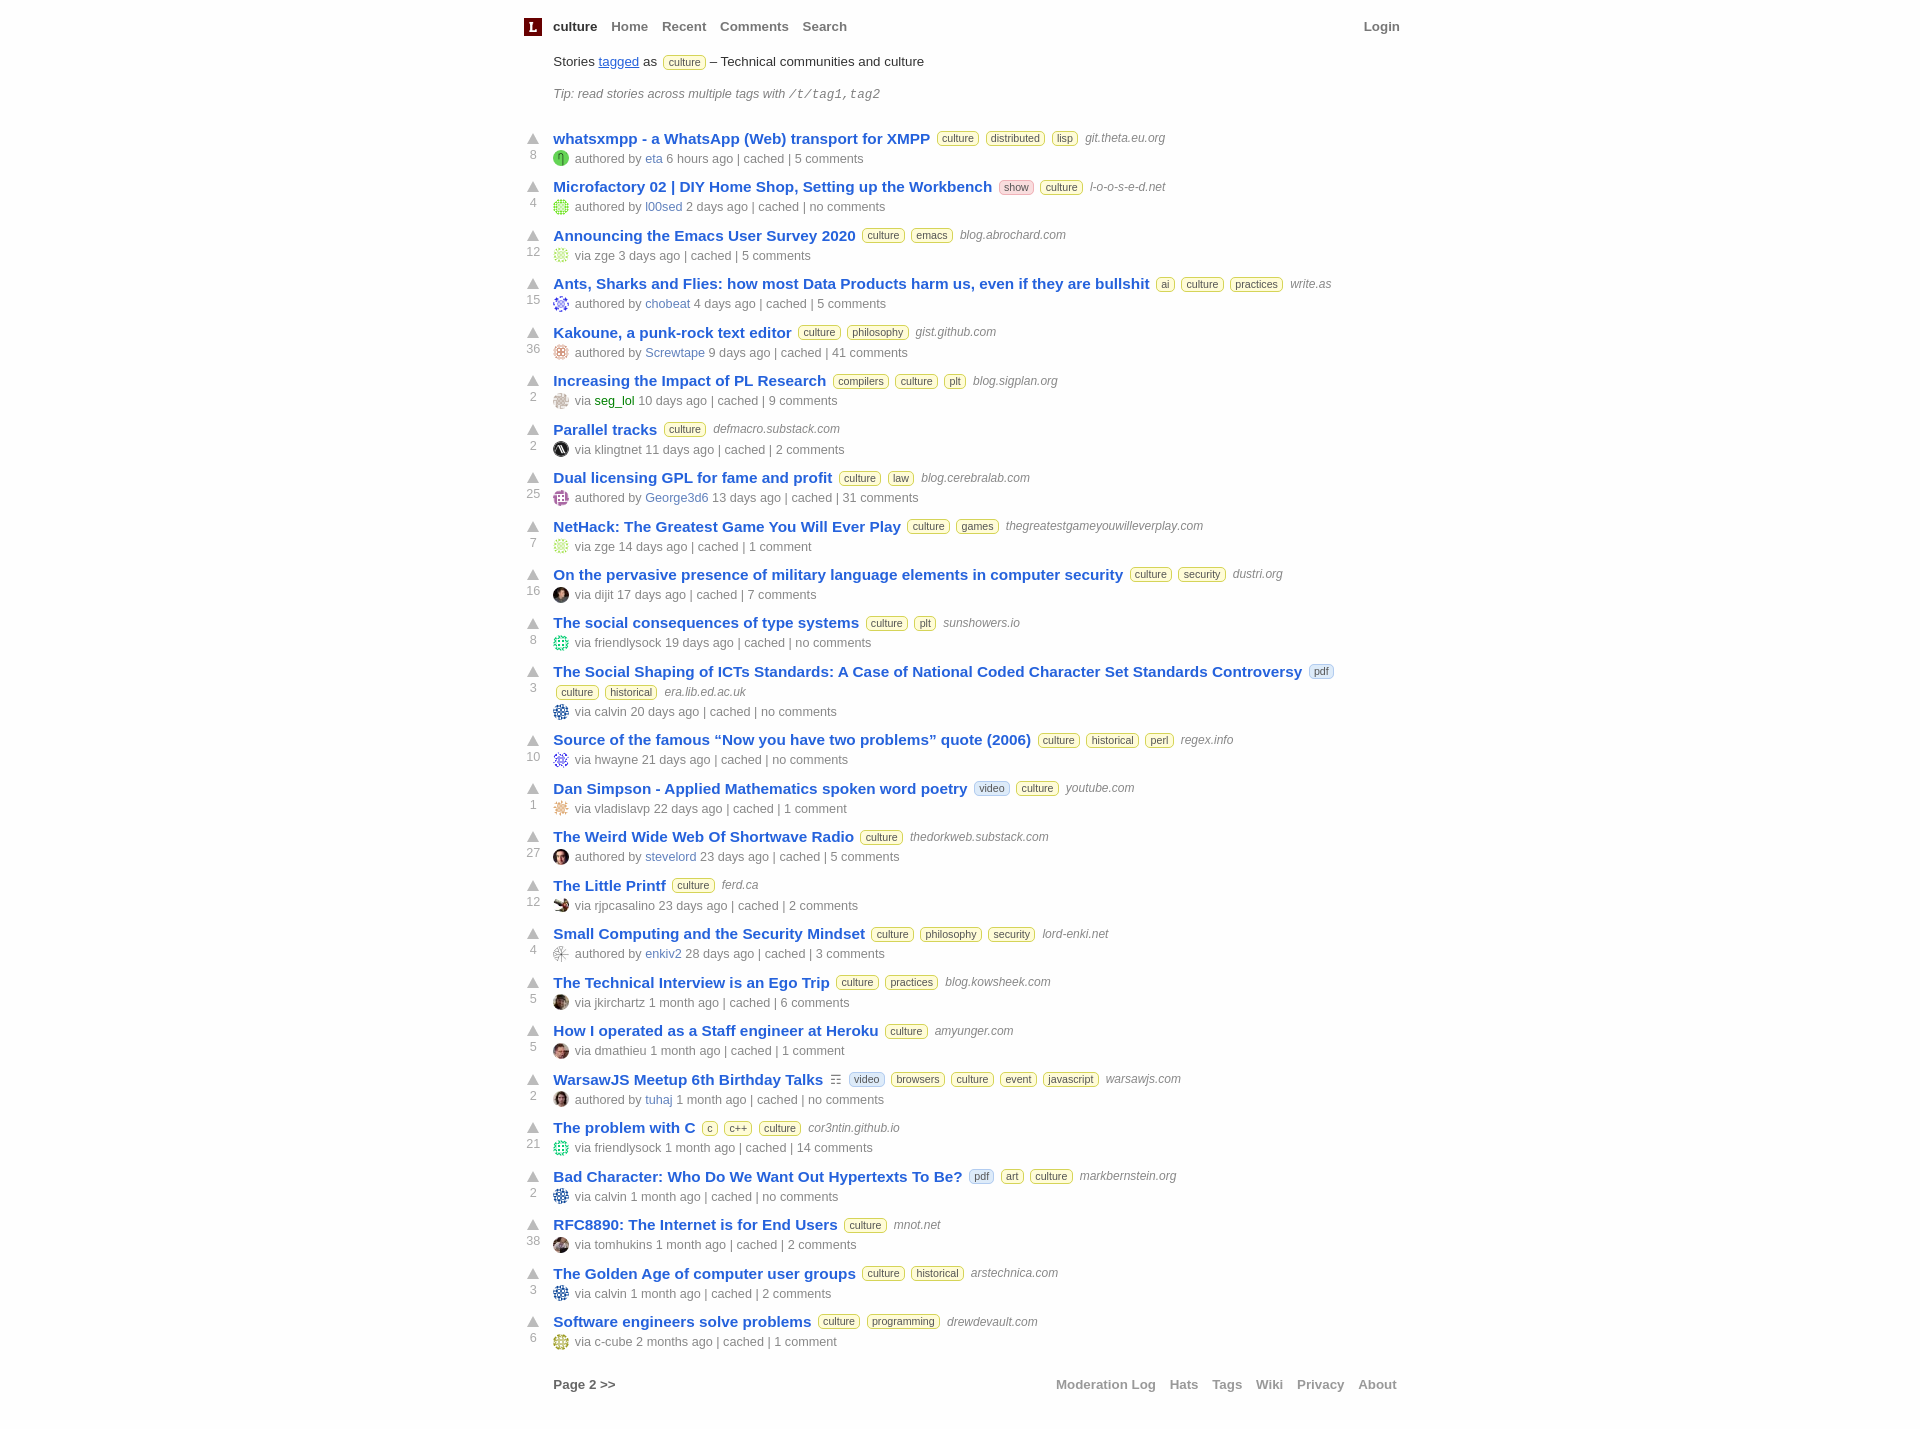 L culture Home Recent Comments Search Login
Stories tagged as culture – Technical communities and culture
Tip: read stories across multiple tags with /t/tag1,tag2
whatsxmpp - a WhatsApp (Web) transport for XMPP culture distributed lisp git.theta.eu.org
8 authored by eta 6 hours ago | cached | 5 comments
Microfactory 02 | DIY Home Shop, Setting up the Workbench show culture l-o-o-s-e-d.net
4 authored by l00sed 2 days ago | cached | no comments
Announcing the Emacs User Survey 2020 culture emacs blog.abrochard.com
12 via zge 3 days ago | cached | 5 comments
Ants, Sharks and Flies: how most Data Products harm us, even if they are bullshit ai culture practices write.as
15 authored by chobeat 4 days ago | cached | 5 comments
Kakoune, a punk-rock text editor culture philosophy gist.github.com
36 authored by Screwtape 9 days ago | cached | 41 comments
Increasing the Impact of PL Research compilers culture plt blog.sigplan.org
2 via seg_lol 10 days ago | cached | 9 comments
Parallel tracks culture defmacro.substack.com
2 via klingtnet 11 days ago | cached | 2 comments
Dual licensing GPL for fame and profit culture law blog.cerebralab.com
25 authored by George3d6 13 days ago | cached | 31 comments
NetHack: The Greatest Game You Will Ever Play culture games thegreatestgameyouwilleverplay.com
7 via zge 14 days ago | cached | 1 comment
On the pervasive presence of military language elements in computer security culture security dustri.org
16 via dijit 17 days ago | cached | 7 comments
The social consequences of type systems culture plt sunshowers.io
8 via friendlysock 19 days ago | cached | no comments
The Social Shaping of ICTs Standards: A Case of National Coded Character Set Standards Controversy pdf
culture historical era.lib.ed.ac.uk
3 via calvin 20 days ago | cached | no comments
Source of the famous “Now you have two problems” quote (2006) culture historical perl regex.info
10 via hwayne 21 days ago | cached | no comments
Dan Simpson - Applied Mathematics spoken word poetry video culture youtube.com
1 via vladislavp 22 days ago | cached | 1 comment
The Weird Wide Web Of Shortwave Radio culture thedorkweb.substack.com
27 authored by stevelord 23 days ago | cached | 5 comments
The Little Printf culture ferd.ca
12 via rjpcasalino 23 days ago | cached | 2 comments
Small Computing and the Security Mindset culture philosophy security lord-enki.net
4 authored by enkiv2 28 days ago | cached | 3 comments
The Technical Interview is an Ego Trip culture practices blog.kowsheek.com
5 via jkirchartz 1 month ago | cached | 6 comments
How I operated as a Staff engineer at Heroku culture amyunger.com
5 via dmathieu 1 month ago | cached | 1 comment
WarsawJS Meetup 6th Birthday Talks ☶ video browsers culture event javascript warsawjs.com
2 authored by tuhaj 1 month ago | cached | no comments
The problem with C c c++ culture cor3ntin.github.io
21 via friendlysock 1 month ago | cached | 14 comments
Bad Character: Who Do We Want Out Hypertexts To Be? pdf art culture markbernstein.org
2 via calvin 1 month ago | cached | no comments
RFC8890: The Internet is for End Users culture mnot.net
38 via tomhukins 1 month ago | cached | 2 comments
The Golden Age of computer user groups culture historical arstechnica.com
3 via calvin 1 month ago | cached | 2 comments
Software engineers solve problems culture programming drewdevault.com
6 via c-cube 2 months ago | cached | 1 comment
Page 2 >> Moderation Log Hats Tags Wiki Privacy About